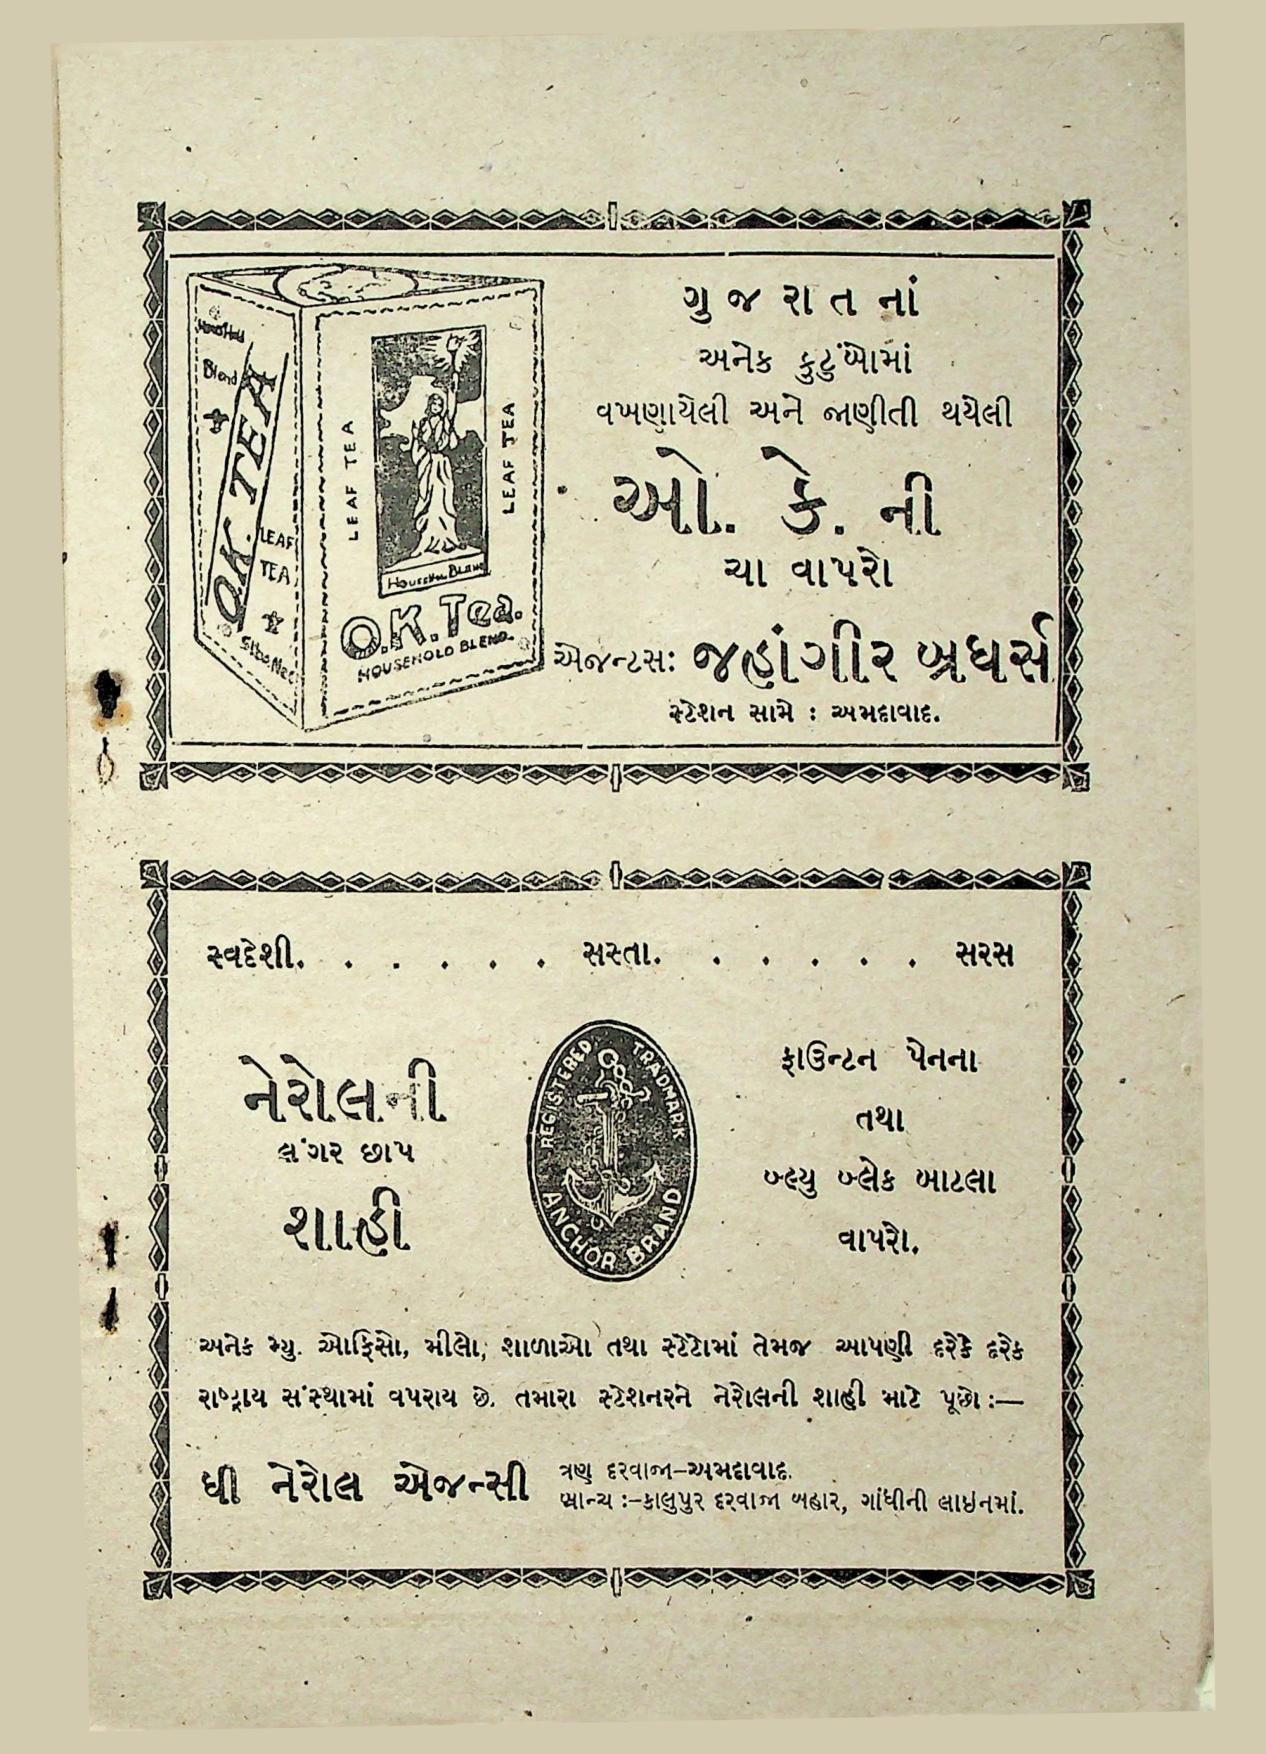 ગુજરાતનાં
અનેક કુટુંબોમાં
વખણાયેલી અને જાણીતી થયેલી
ઓ. કે. ની
ચા વાપરો
એજન્ટસ: જહાંગીર બ્રધર્સ
સ્ટેશન સામે : અમદાવાદ.
Blend
O.K. TEA
LEAF
TEA
LEAF TEA
LEAF TEA
O.K. Tea.
HOUSEHOLD BLEND.
સ્વદેશી. . . . . . સસ્તા. . . . . . સરસ
નેરોલની
લંગર છાપ
શાહી
REGISTERED TRADMARK
ANCHOR BRAND
ફાઉન્ટન પેનના
તથા
બ્લ્યુ બ્લેક બાટલા
વાપરો.
અનેક મ્યુ. ઓફિસો, મીલો, શાળાઓ તથા સ્ટેટોમાં તેમજ આપણી દરેકે દરેક
રાષ્ટ્રીય સંસ્થામાં વપરાય છે. તમારા સ્ટેશનરને નેરોલની શાહી માટે પૂછો :—
ધી નેરોલ એજન્સી
ત્રણ દરવાજા–અમદાવાદ.
બ્રાન્ચ :–કાલુપુર દરવાજા બહાર, ગાંધીની લાઇનમાં.